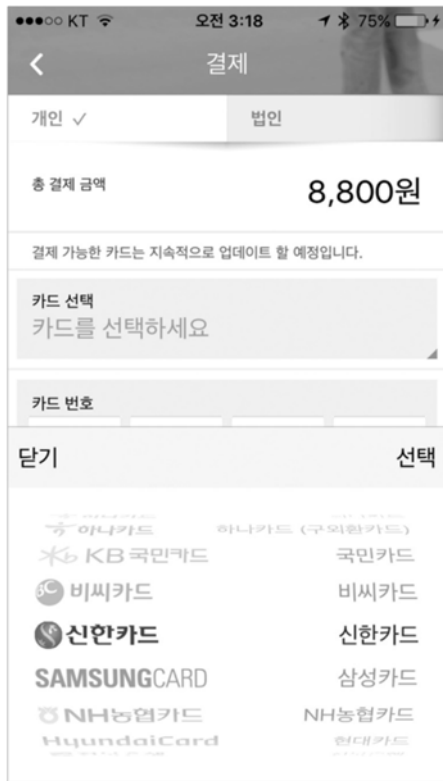 KT 오전 3:18 75%
결제
개인 ✓ 법인
총 결제 금액 8,800원
결제 가능한 카드는 지속적으로 업데이트 할 예정입니다.
카드 선택
카드를 선택하세요
카드 번호
닫기 선택
하나카드 하나카드 (구외환카드)
KB국민카드 국민카드
BC 비씨카드 비씨카드
신한카드 신한카드
SAMSUNGCARD 삼성카드
NH농협카드 NH농협카드
HyundaiCard 현대카드